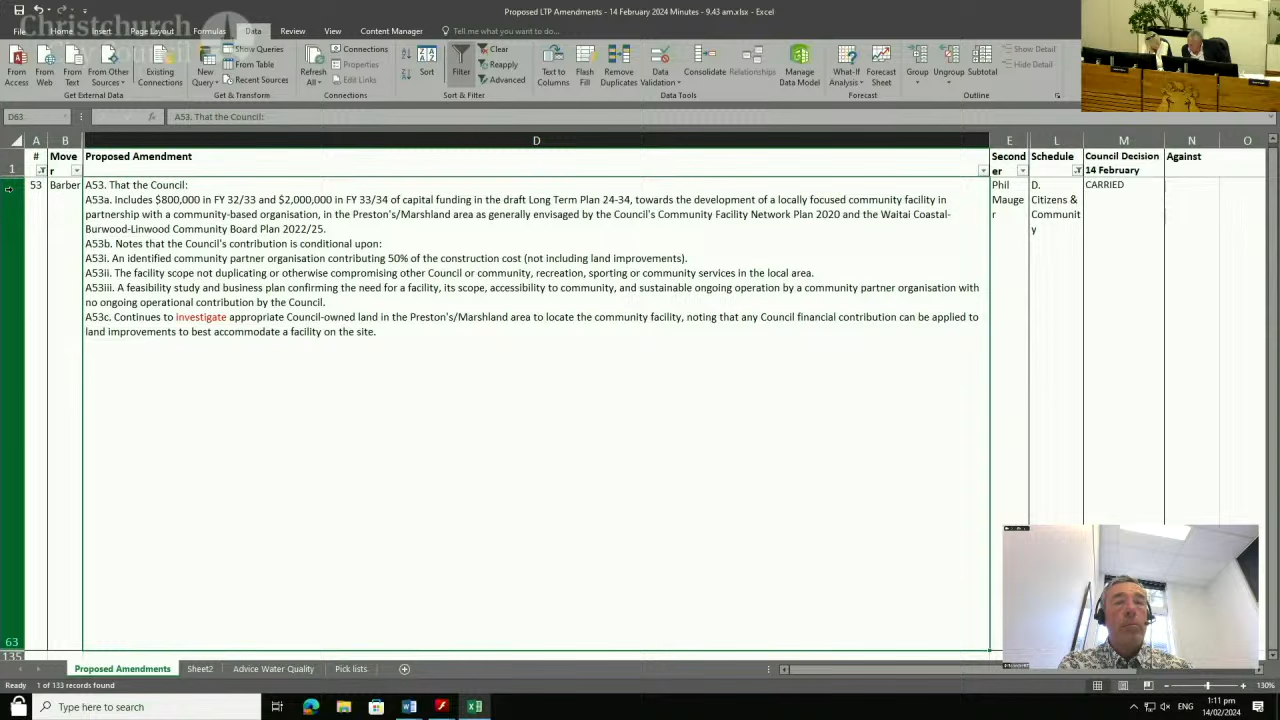 Christchurch
City Council
Proposed LTP Amendments - 14 February 2024 Minutes - 9.43 am.xlsx - Excel
File Home Insert Page Layout Formulas Data Review View Content Manager Tell me what you want to do...
From Access
From Web
From Text
From Other Sources
Existing Connections
New Query
Show Queries
From Table
Recent Sources
Refresh All
Connections
Properties
Edit Links
Sort
Filter
Clear
Reapply
Advanced
Text to Columns
Flash Fill
Remove Duplicates
Data Validation
Consolidate
Relationships
Manage Data Model
What-If Analysis
Forecast Sheet
Group
Ungroup
Subtotal
Show Detail
Hide Detail
Get External Data Get & Transform Connections Sort & Filter Data Tools Forecast Outline
D63 fx A53. That the Council:
A B D E L M N O
1 # Mover Proposed Amendment Seconder Schedule Council Decision 14 February Against
53 Barber A53. That the Council:
A53a. Includes $800,000 in FY 32/33 and $2,000,000 in FY 33/34 of capital funding in the draft Long Term Plan 24-34, towards the development of a locally focused community facility in
partnership with a community-based organisation, in the Preston's/Marshland area as generally envisaged by the Council's Community Facility Network Plan 2020 and the Waitai Coastal-
Burwood-Linwood Community Board Plan 2022/25.
A53b. Notes that the Council's contribution is conditional upon:
A53i. An identified community partner organisation contributing 50% of the construction cost (not including land improvements).
A53ii. The facility scope not duplicating or otherwise compromising other Council or community, recreation, sporting or community services in the local area.
A53iii. A feasibility study and business plan confirming the need for a facility, its scope, accessibility to community, and sustainable ongoing operation by a community partner organisation with
no ongoing operational contribution by the Council.
A53c. Continues to investigate appropriate Council-owned land in the Preston's/Marshland area to locate the community facility, noting that any Council financial contribution can be applied to
land improvements to best accommodate a facility on the site.
Phil
Mauge
r
D.
Citizens &
Communit
y
CARRIED
63
135
Proposed Amendments Sheet2 Advice Water Quality Pick lists
Ready 1 of 133 records found 130%
Type here to search
ENG
1:11 pm
14/02/2024